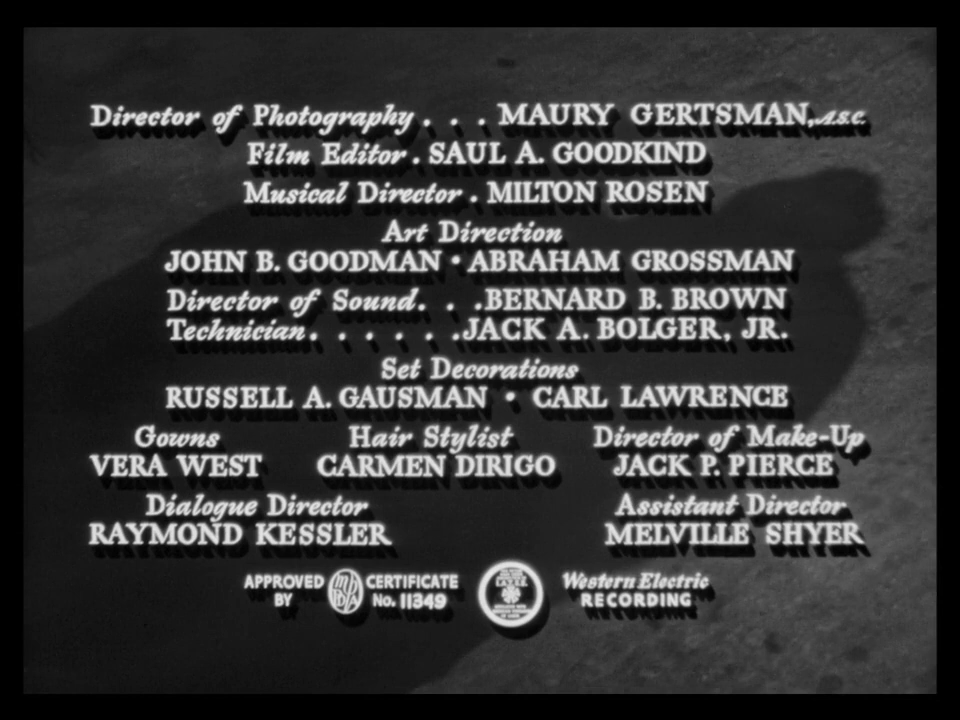 Director of Photography . . . MAURY GERTSMAN, A.S.C.
Film Editor . SAUL A. GOODKIND
Musical Director . MILTON ROSEN
Art Direction
JOHN B. GOODMAN • ABRAHAM GROSSMAN
Director of Sound. . .BERNARD B. BROWN
Technician. . . . . . .JACK A. BOLGER, JR.
Set Decorations
RUSSELL A. GAUSMAN • CARL LAWRENCE
Gowns Hair Stylist Director of Make-Up
VERA WEST CARMEN DIRIGO JACK P. PIERCE
Dialogue Director Assistant Director
RAYMOND KESSLER MELVILLE SHYER
APPROVED CERTIFICATE Western Electric
BY No. 11349 RECORDING